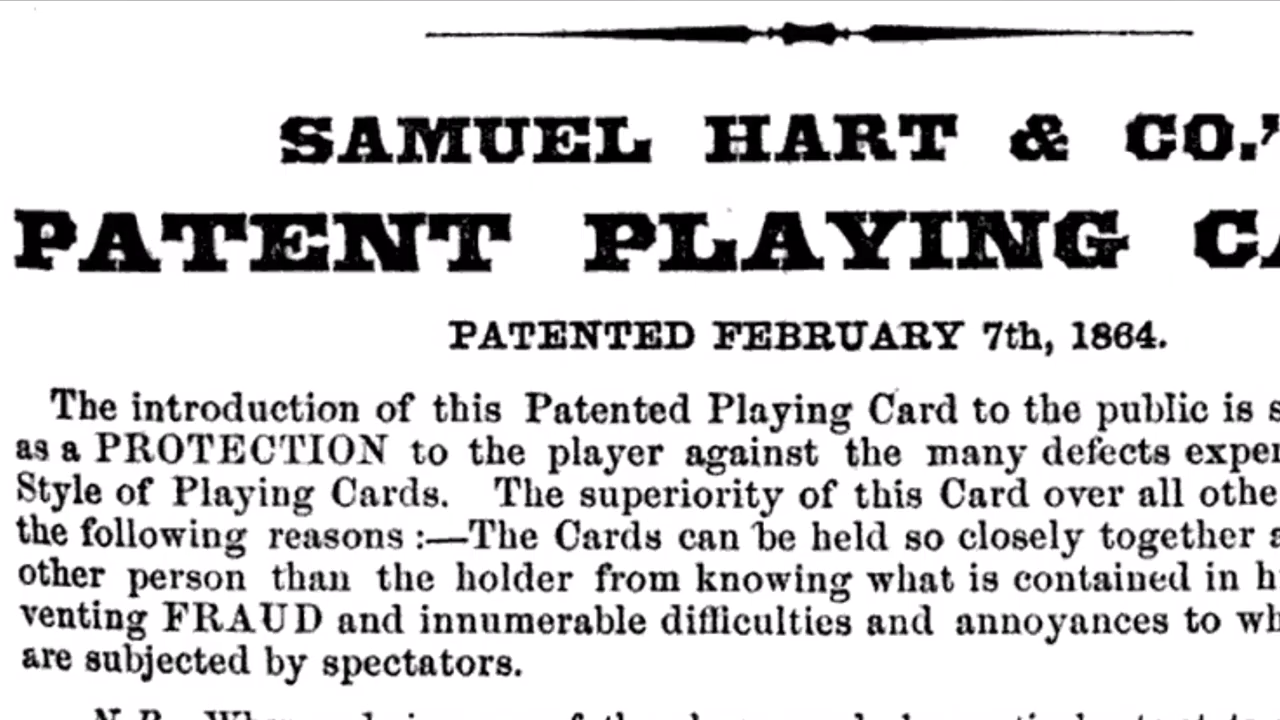 SAMUEL HART & CO.'
PATENT PLAYING
PATENTED FEBRUARY 7th, 1864.
The introduction of this Patented Playing Card to the public is
as a PROTECTION to the player against the many defects
Style of Playing Cards. The superiority of this Card over all
the following reasons :—The Cards can be held so closely together
other person than the holder from knowing what is contained in
venting FRAUD and innumerable difficulties and annoyances to
are subjected by spectators.